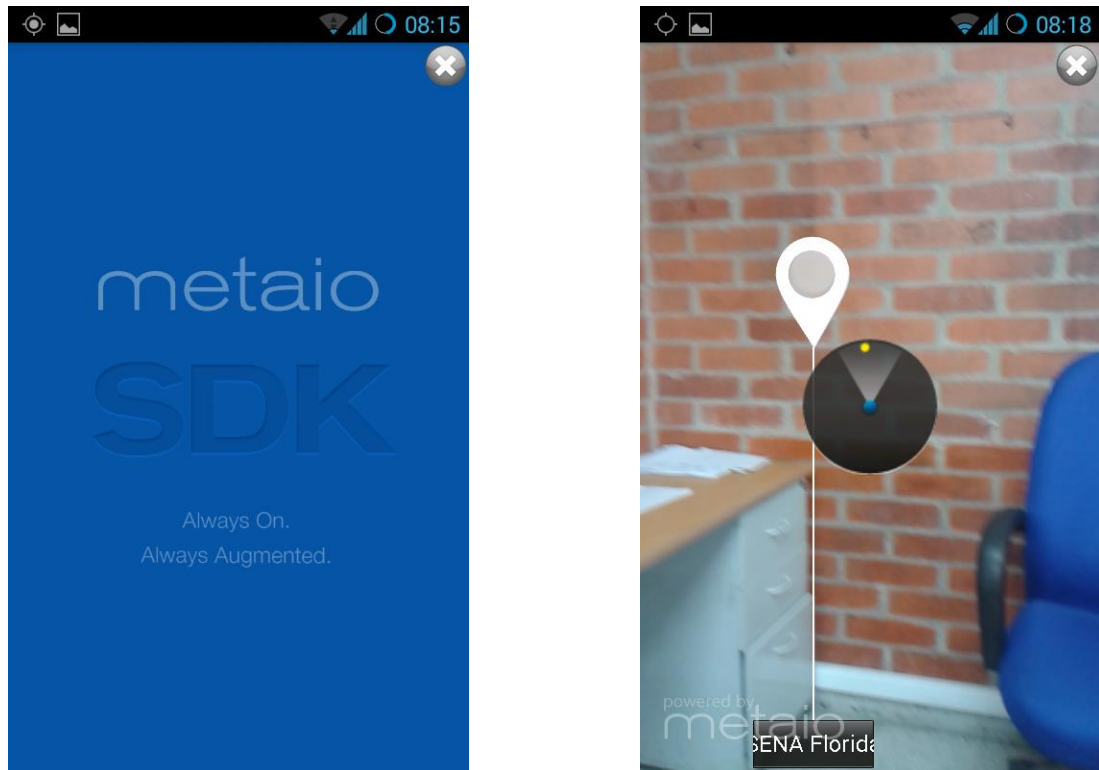 08:15
metaio
SDK
Always On.
Always Augmented.
08:18
powered by
metaio
SENA Florida